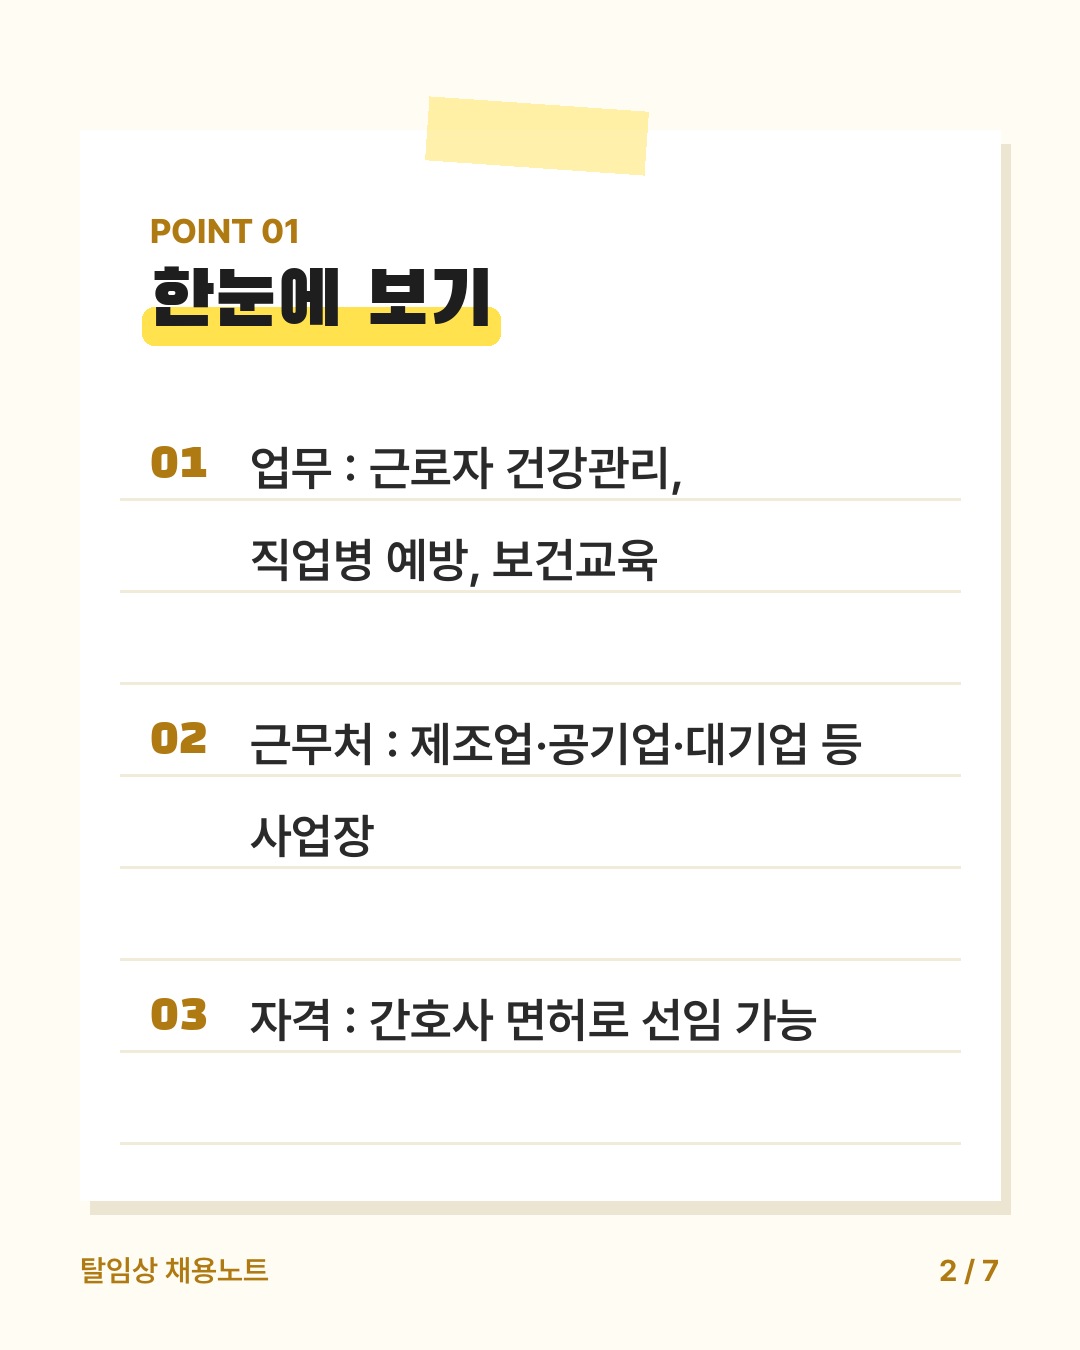 POINT 01
한눈에 보기
01 업무 : 근로자 건강관리,
직업병 예방, 보건교육
02 근무처 : 제조업·공기업·대기업 등
사업장
03 자격 : 간호사 면허로 선임 가능
탈임상 채용노트
2 / 7